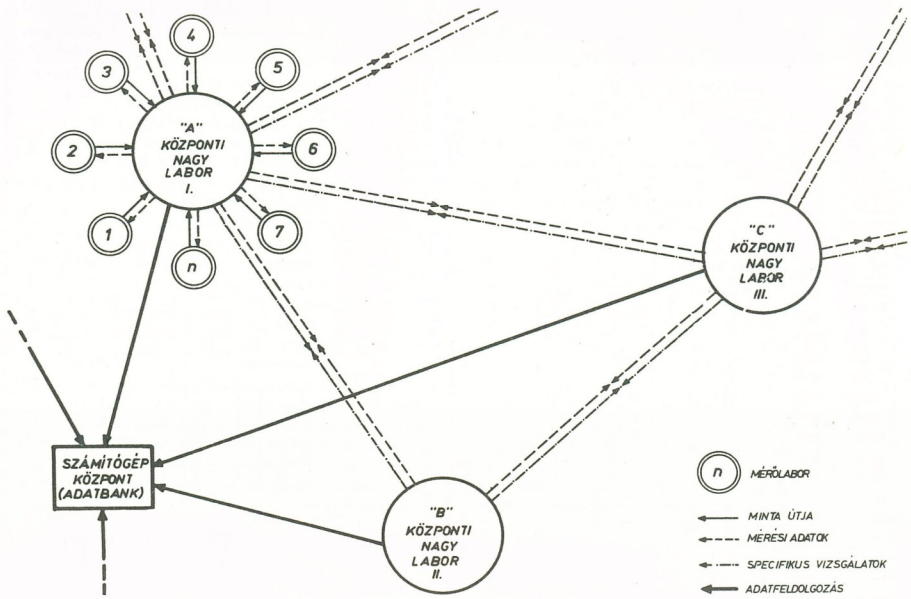 4
3
5
2
6
1
7
n
"A"
KÖZPONTI
NAGY
LABOR
I.
"C"
KÖZPONTI
NAGY
LABOR
III.
SZÁMÍTÓGÉP
KÖZPONT
(ADATBANK)
"B"
KÖZPONTI
NAGY
LABOR
II.
n MÉRŐLABOR
MINTA ÚTJA
MÉRÉSI ADATOK
SPECIFIKUS VIZSGÁLATOK
ADATFELDOLGOZÁS